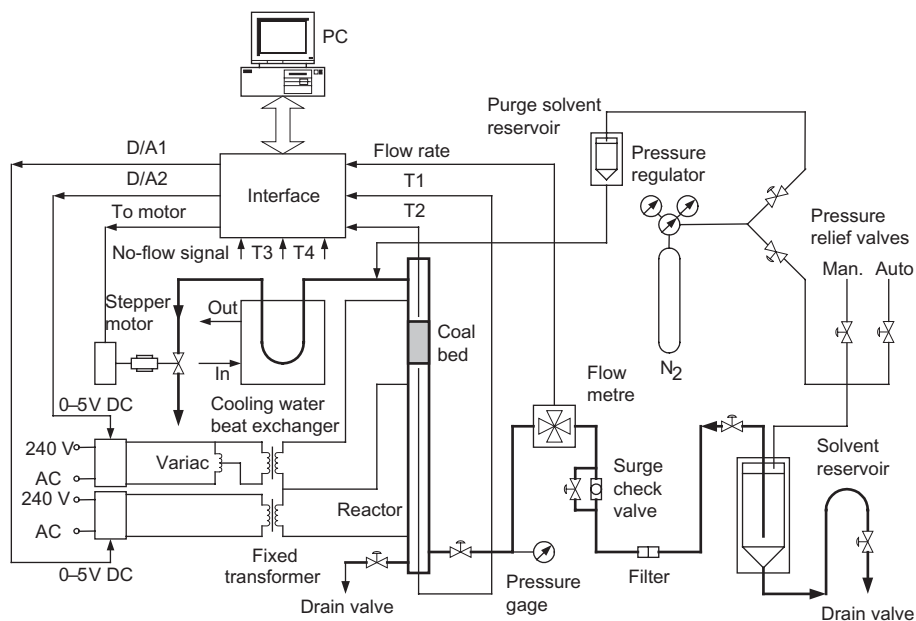 PC
D/A1
Flow rate
Purge solvent
reservoir
D/A2
Interface
T1
Pressure
regulator
To motor
T2
Pressure
relief valves
No-flow signal
T3
T4
Man.
Auto
Stepper
motor
Out
Coal
bed
In
N2
Flow
metre
0–5V DC
Cooling water
beat exchanger
240 V
Variac
AC
Surge
check
valve
Solvent
reservoir
240 V
AC
Reactor
0–5V DC
Fixed
transformer
Filter
Pressure
gage
Drain valve
Drain valve